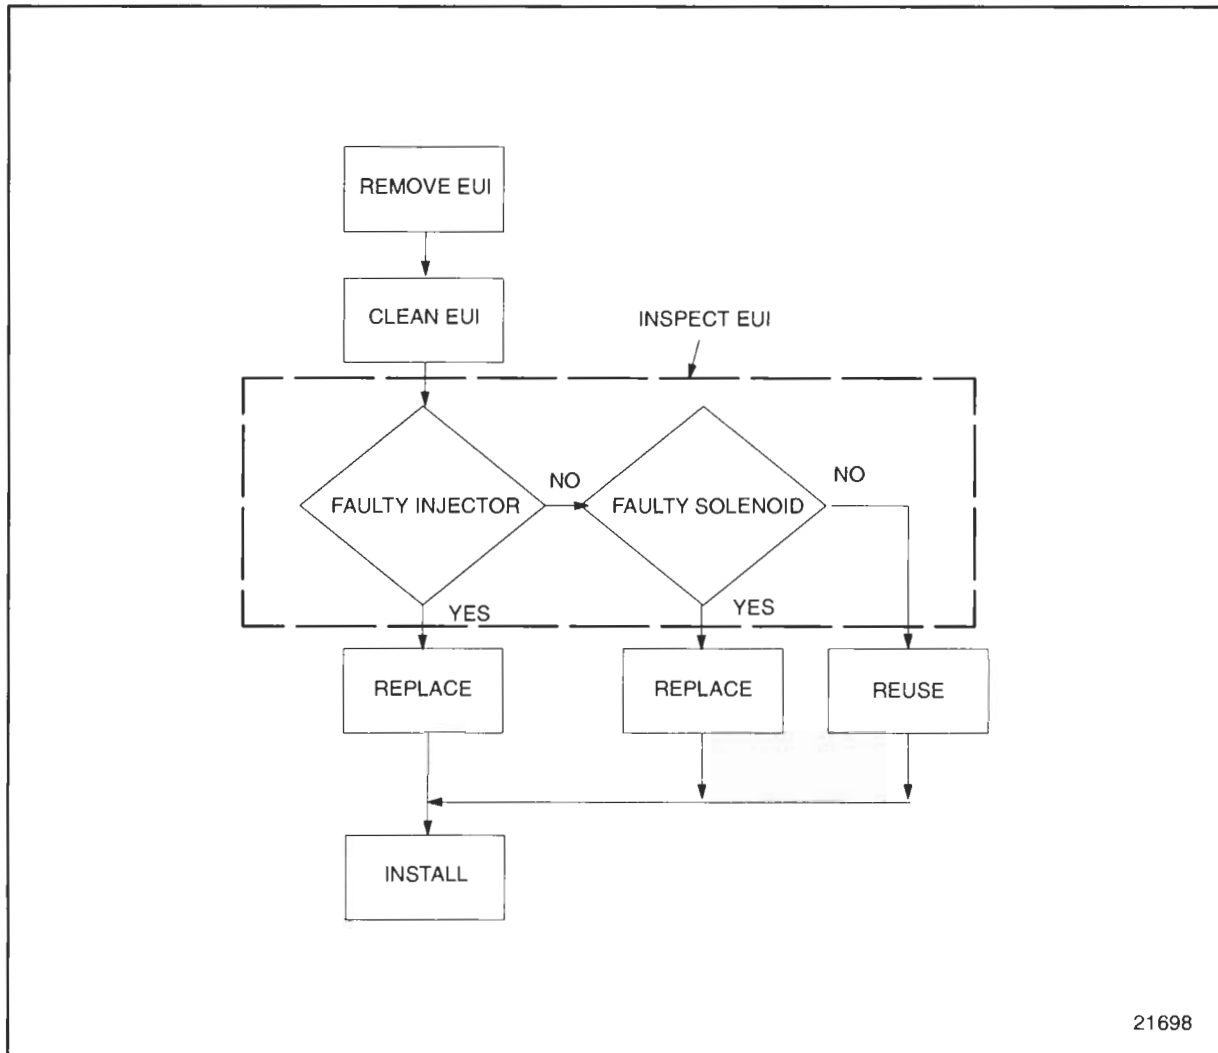 REMOVE EUI
CLEAN EUI
INSPECT EUI
FAULTY INJECTOR
NO
FAULTY SOLENOID
NO
YES
YES
REPLACE
REPLACE
REUSE
INSTALL
21698